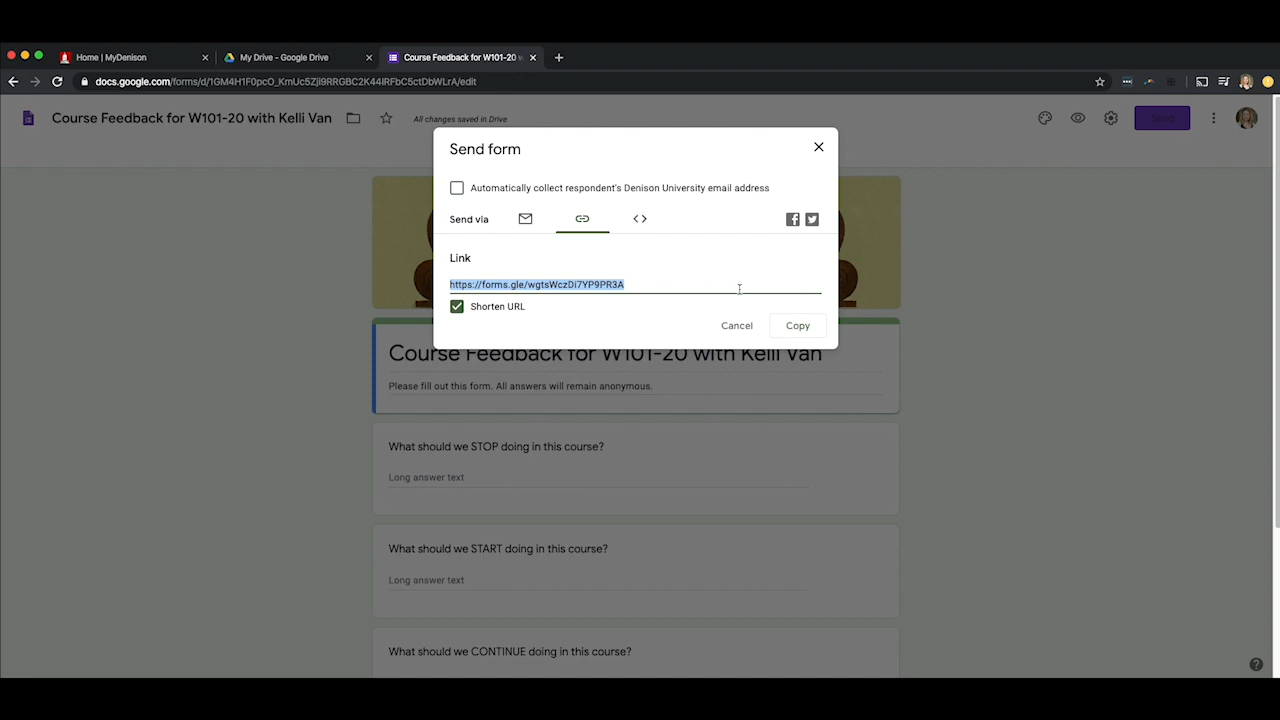 Home | MyDenison
My Drive - Google Drive
Course Feedback for W101-20 w
docs.google.com/forms/d/1GM4H1F0pcO_KmUc5Zji9RRGBC2K44IRFbC5ctDbWLrA/edit
Course Feedback for W101-20 with Kelli Van
All changes saved in Drive
Send
Send form
Automatically collect respondent's Denison University email address
Send via
Link
https://forms.gle/wgtsWczDi7YP9PR3A
Shorten URL
Cancel
Copy
Course Feedback for W101-20 with Kelli Van
Please fill out this form. All answers will remain anonymous.
What should we STOP doing in this course?
Long answer text
What should we START doing in this course?
Long answer text
What should we CONTINUE doing in this course?